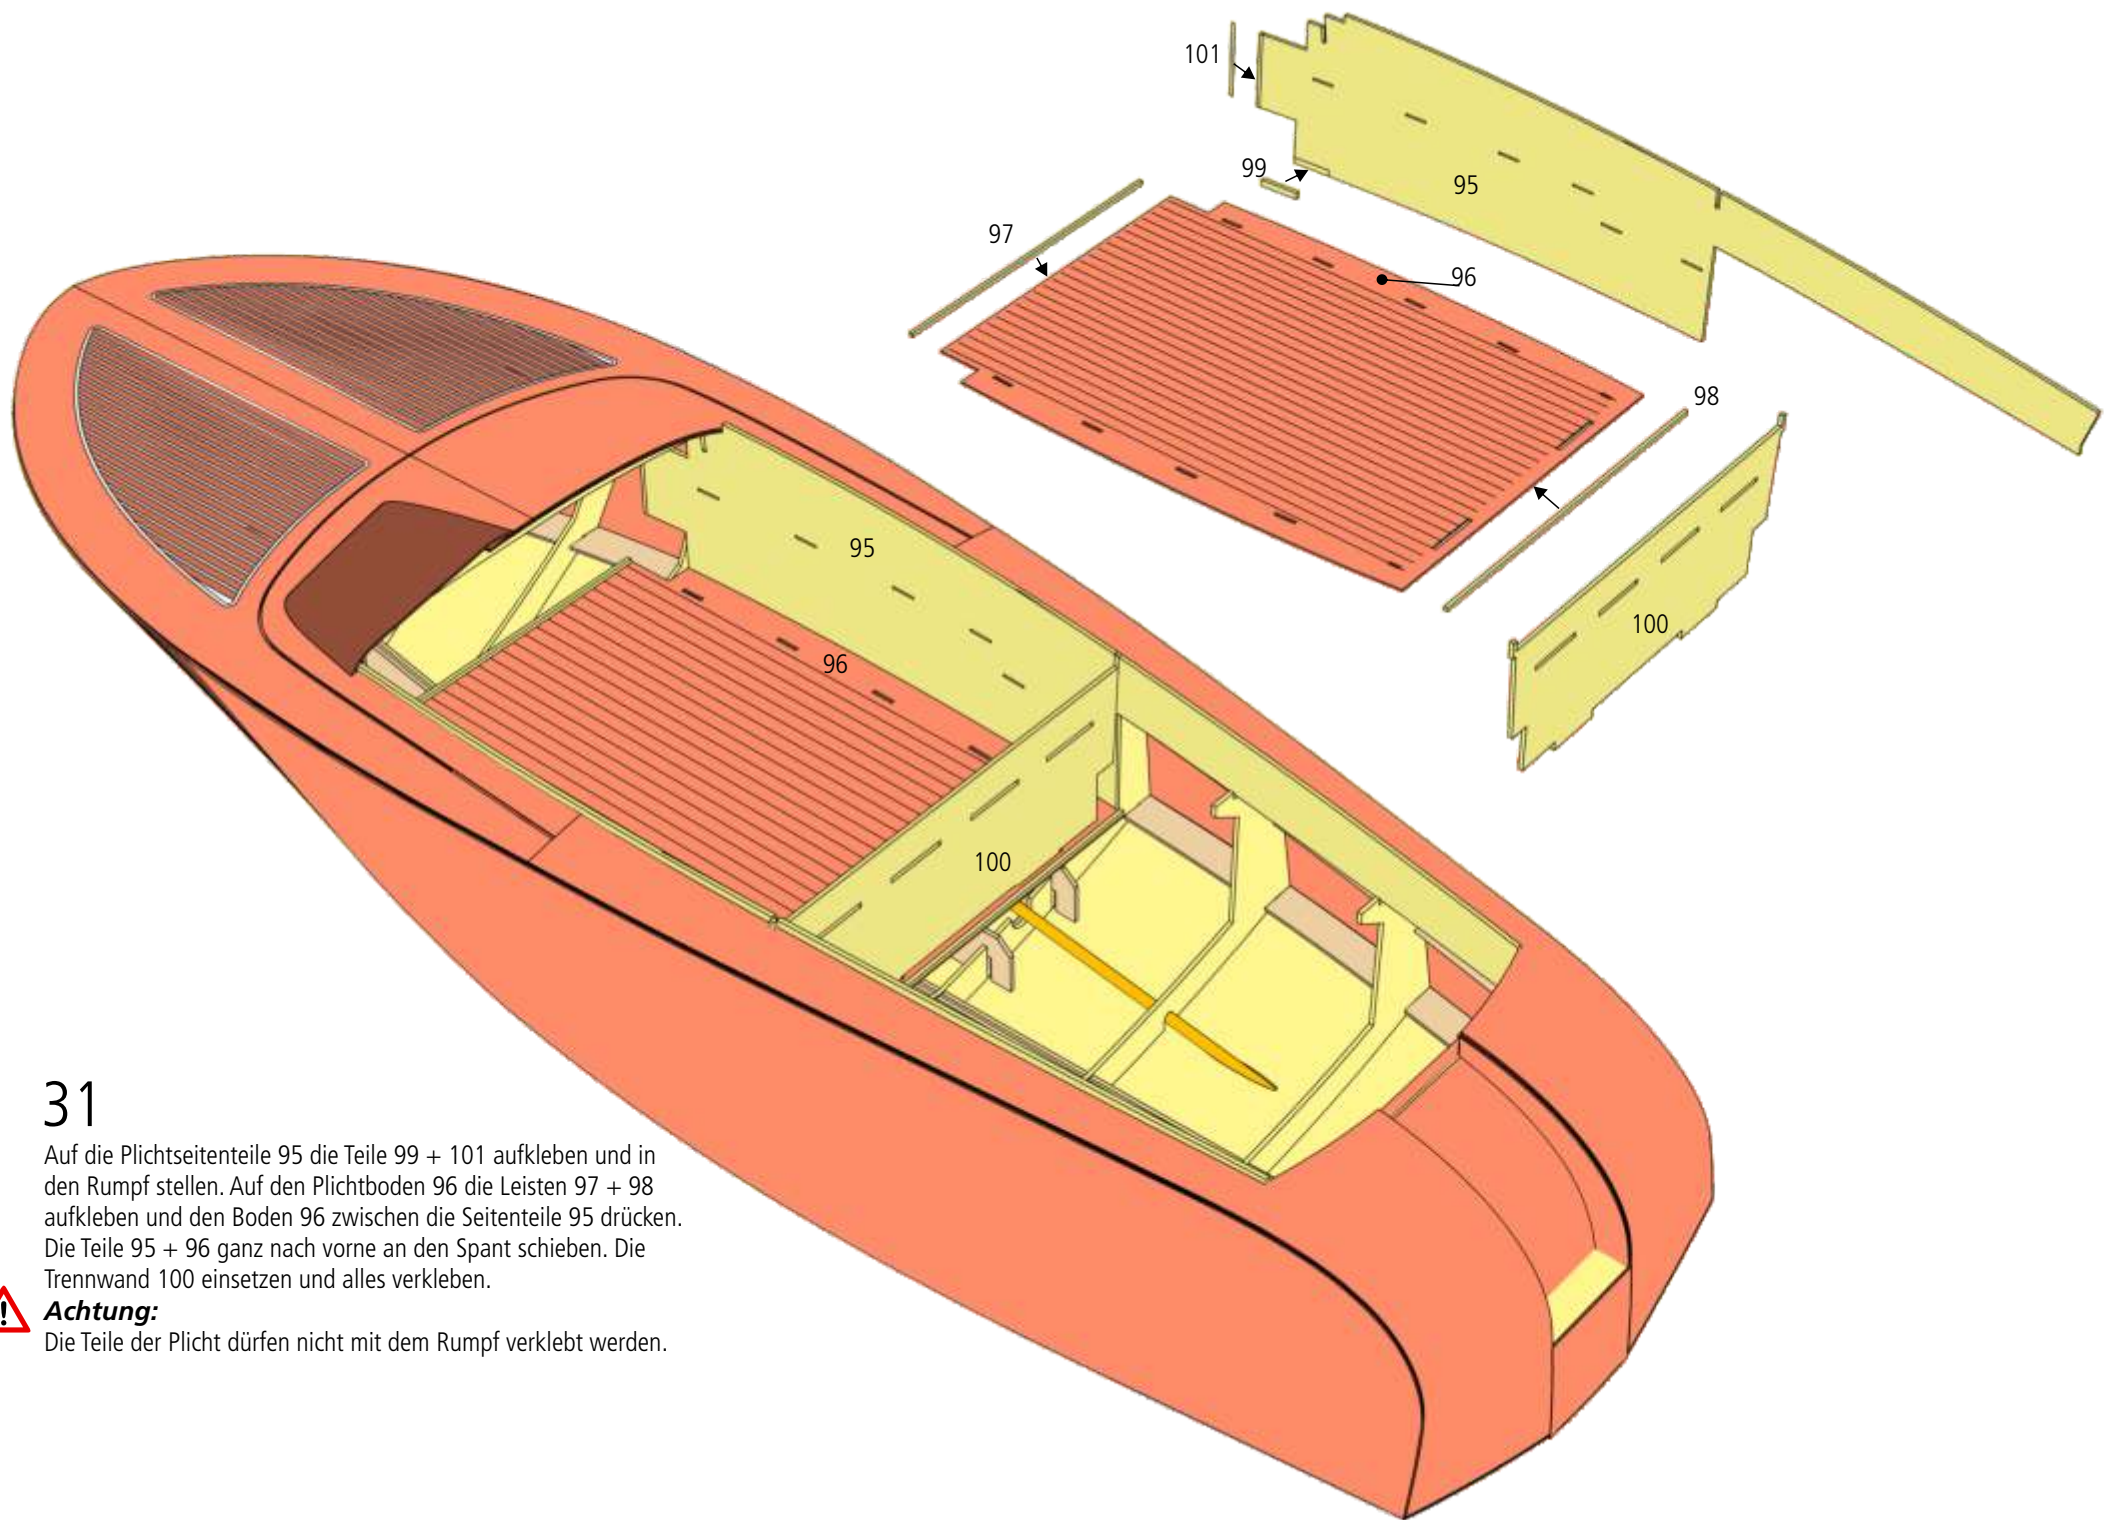 101
99
95
97
96
98
100
95
96
100
31
Auf die Plichtseitenteile 95 die Teile 99 + 101 aufkleben und in
den Rumpf stellen. Auf den Plichtboden 96 die Leisten 97 + 98
aufkleben und den Boden 96 zwischen die Seitenteile 95 drücken.
Die Teile 95 + 96 ganz nach vorne an den Spant schieben. Die
Trennwand 100 einsetzen und alles verkleben.
! Achtung:
Die Teile der Plicht dürfen nicht mit dem Rumpf verklebt werden.